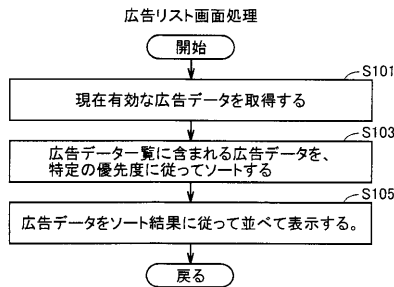 広告リスト画面処理
開始
S101
現在有効な広告データを取得する
S103
広告データ一覧に含まれる広告データを、
特定の優先度に従ってソートする
S105
広告データをソート結果に従って並べて表示する。
戻る